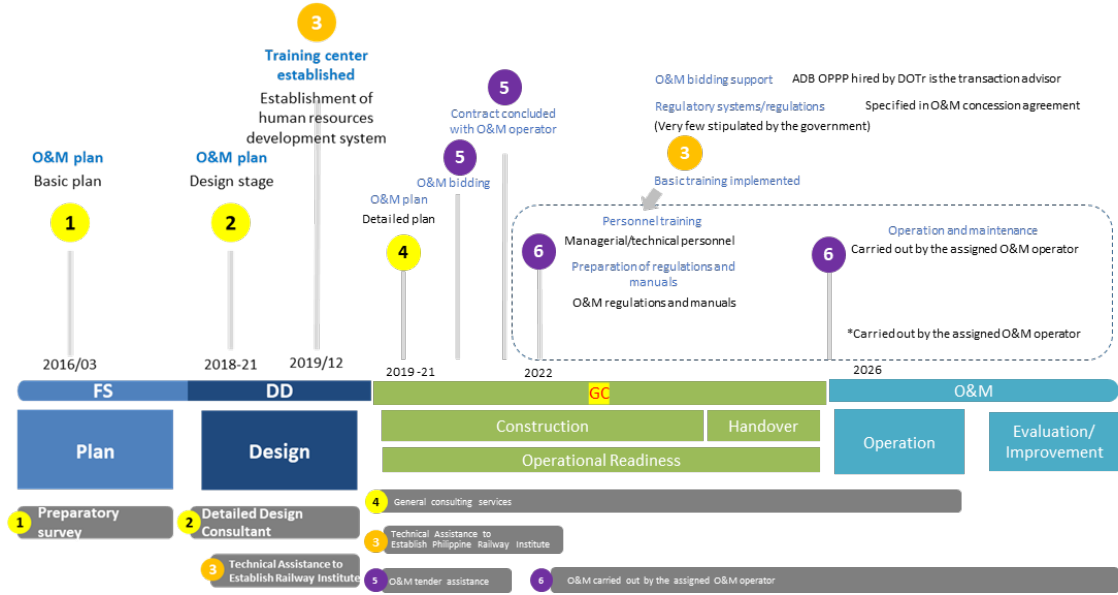 3
Training center
established
Establishment of
human resources
development system
O&M plan
Basic plan
1
O&M plan
Design stage
2
5
Contract concluded
with O&M operator
5
O&M bidding
O&M plan
Detailed plan
4
O&M bidding support ADB OPPP hired by DOTr is the transaction advisor
Regulatory systems/regulations Specified in O&M concession agreement
(Very few stipulated by the government)
3
Basic training implemented
6
Personnel training
Managerial/technical personnel
Preparation of regulations and
manuals
O&M regulations and manuals
6
Operation and maintenance
Carried out by the assigned O&M operator
*Carried out by the assigned O&M operator
2016/03
2018-21
2019/12
2019-21
2022
2026
FS
DD
GC
O&M
Plan
Design
Construction
Handover
Operational Readiness
Operation
Evaluation/
Improvement
1
Preparatory
survey
2
Detailed Design
Consultant
3
Technical Assistance to
Establish Railway Institute
4
General consulting services
3
Technical Assistance to
Establish Philippine Railway Institute
5
O&M tender assistance
6
O&M carried out by the assigned O&M operator